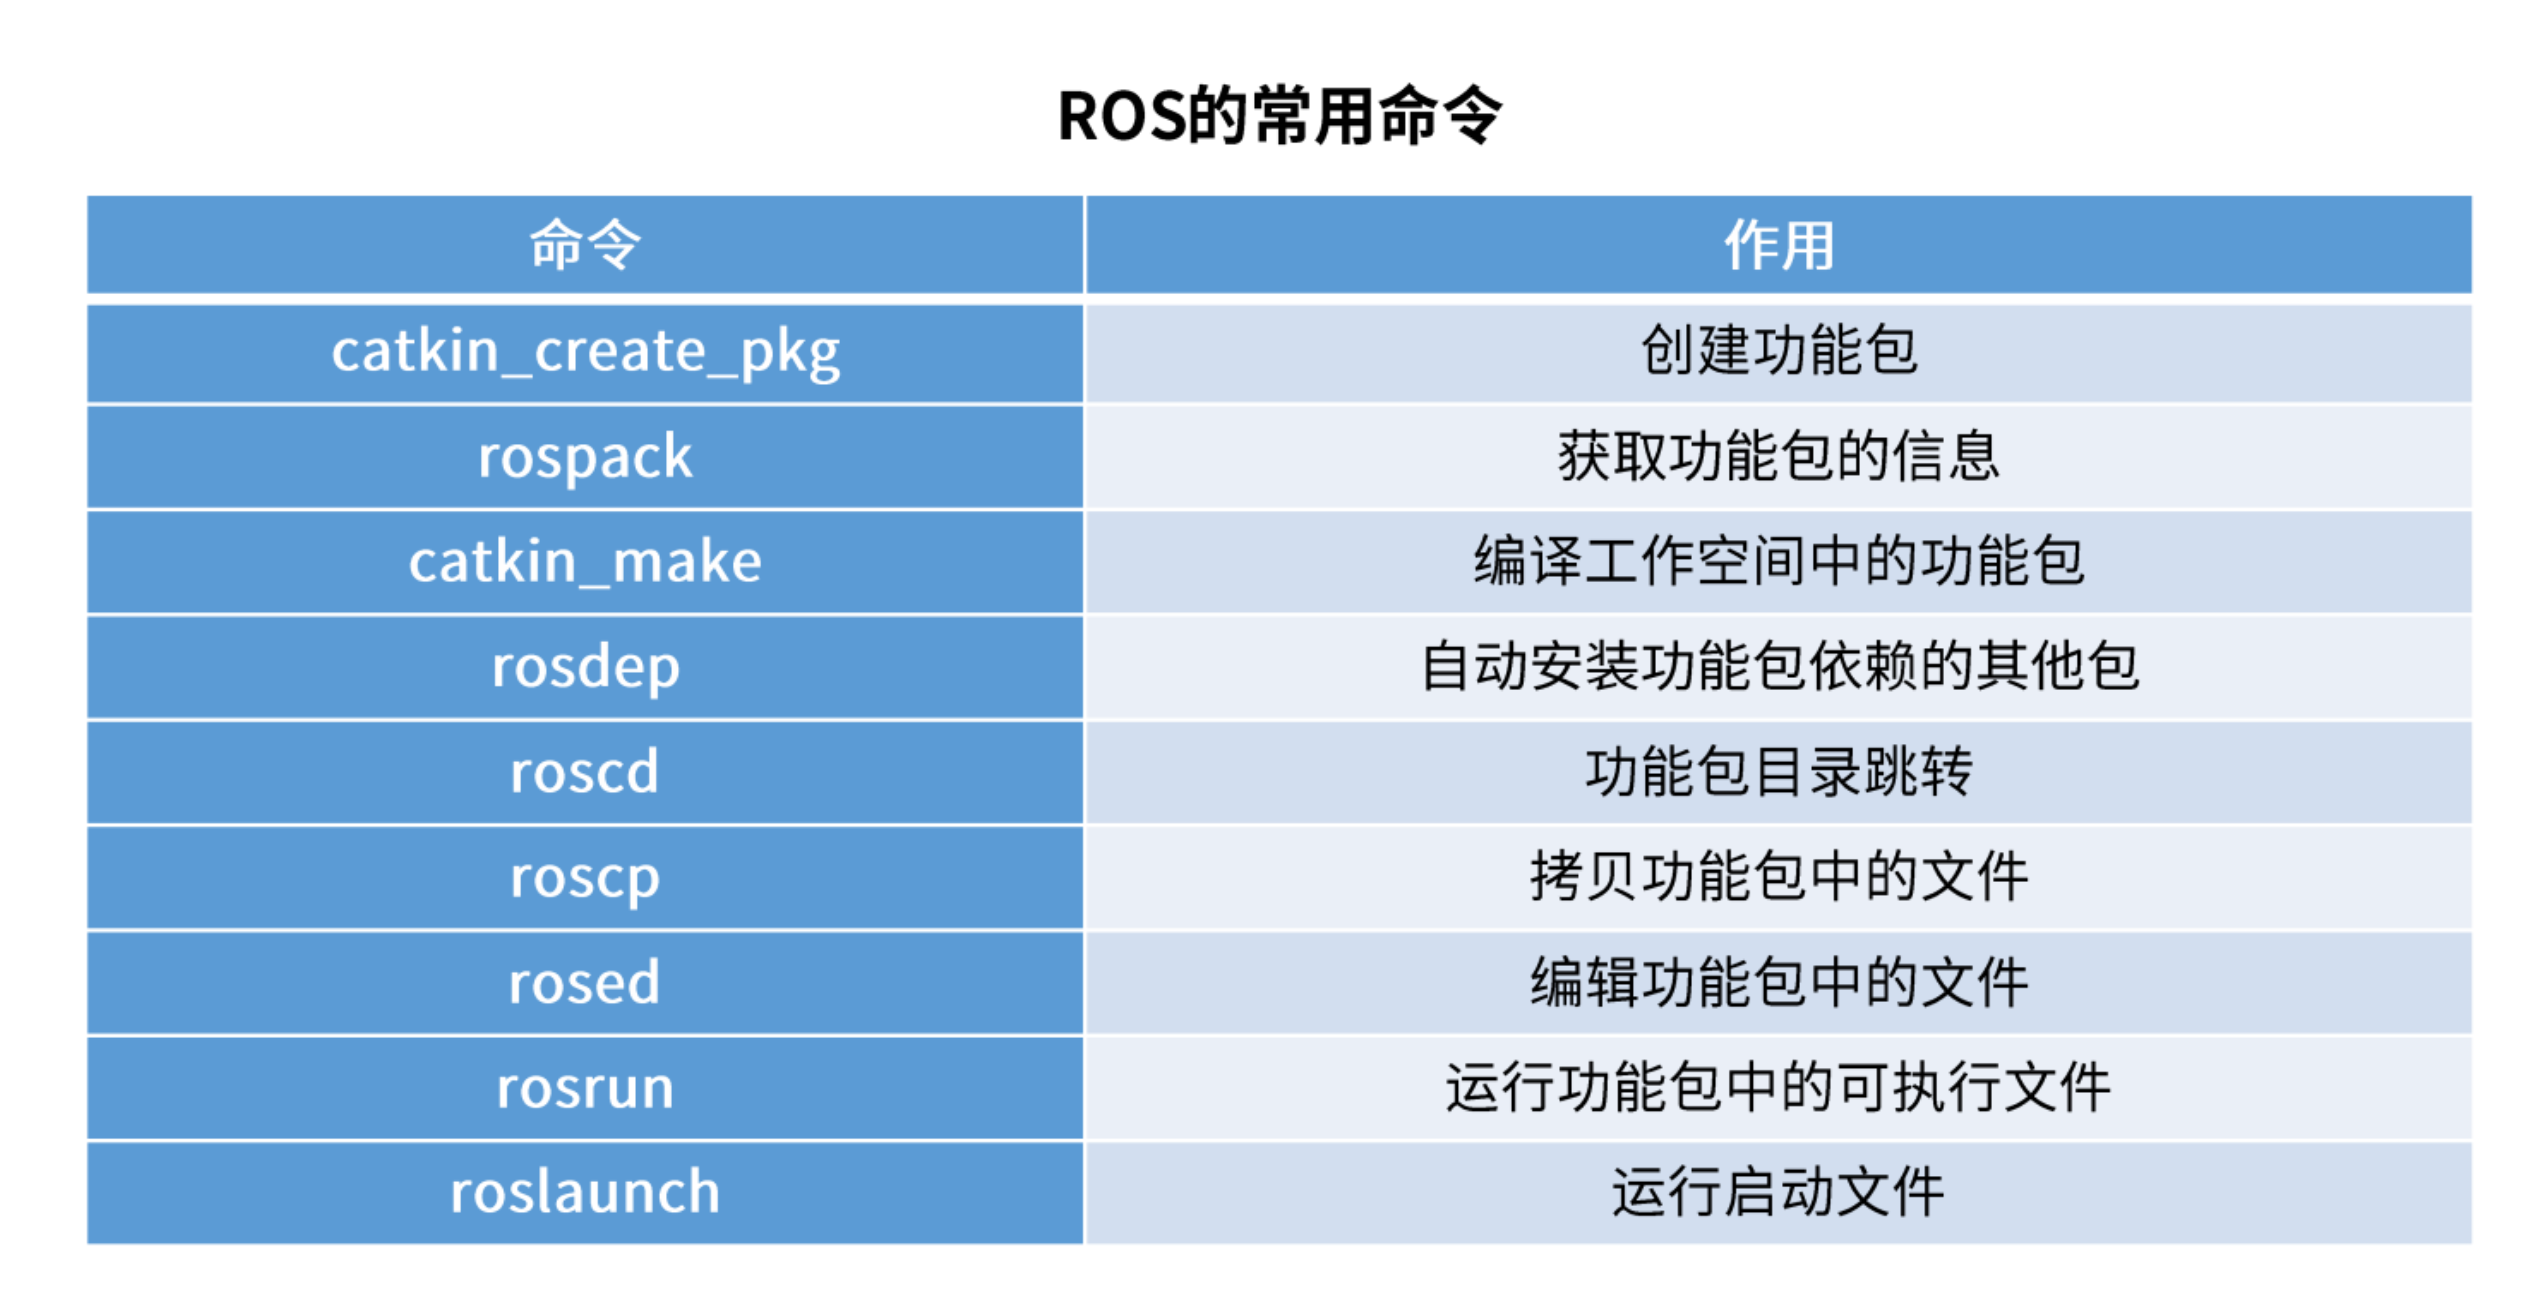 ROS的常用命令
命令 作用
catkin_create_pkg 创建功能包
rospack 获取功能包的信息
catkin_make 编译工作空间中的功能包
rosdep 自动安装功能包依赖的其他包
roscd 功能包目录跳转
roscp 拷贝功能包中的文件
rosed 编辑功能包中的文件
rosrun 运行功能包中的可执行文件
roslaunch 运行启动文件